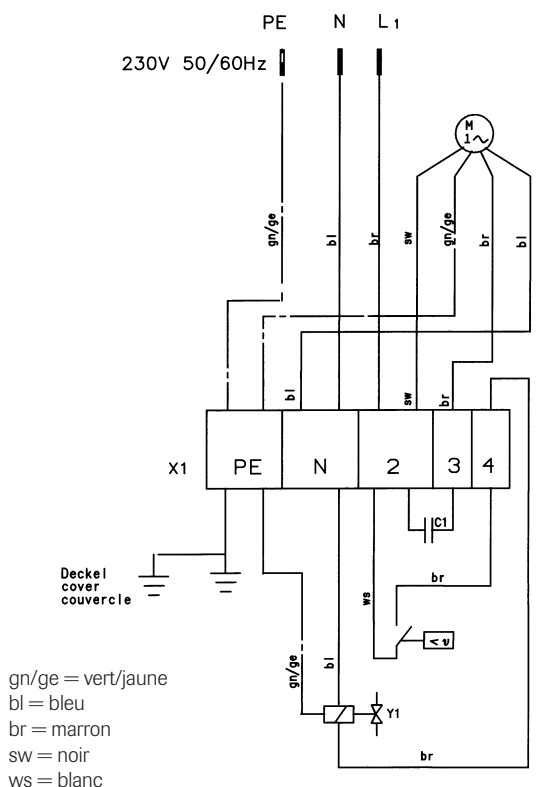 PE N L1
230V 50/60Hz
M
1~
gn/ge
bl
br
sw
gn/ge
br
bl
bl
sw
br
X1 PE N 2 3 4
C1
Deckel
cover
couvercle
ws
br
< υ
gn/ge
bl
Y1
br
gn/ge = vert/jaune
bl = bleu
br = marron
sw = noir
ws = blanc